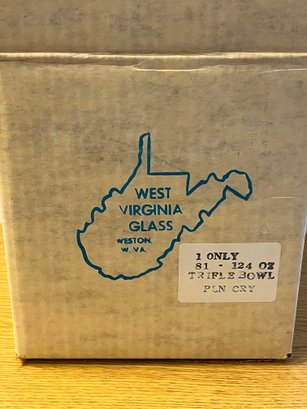 WEST
VIRGINIA
GLASS
WESTON,
W. VA.
1 ONLY
81 - 124 OZ
TRIFLE BOWL
PLN CRY